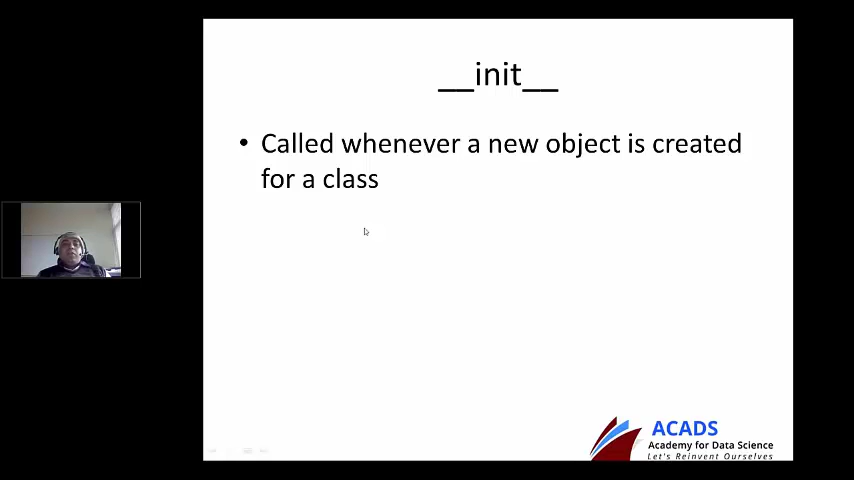 __init__
• Called whenever a new object is created
for a class
ACADS
Academy for Data Science
Let's Reinvent Ourselves